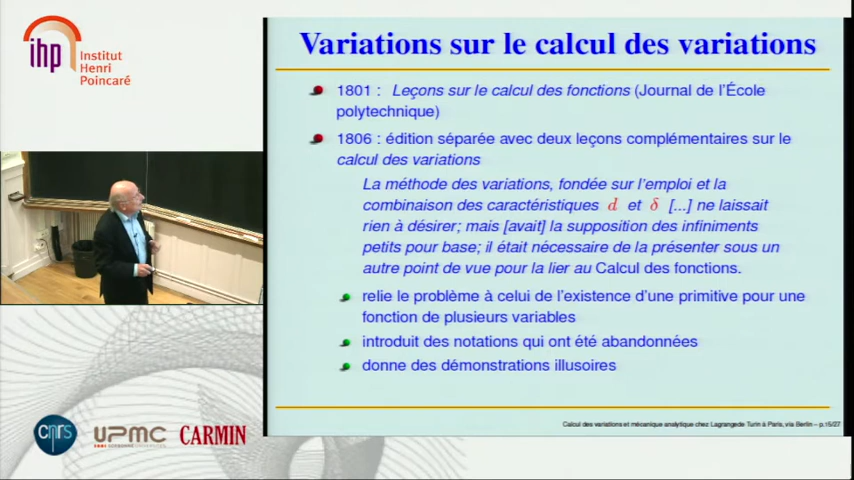 ihp
Institut
Henri
Poincaré
Variations sur le calcul des variations
1801 : Leçons sur le calcul des fonctions (Journal de l'École
polytechnique)
1806 : édition séparée avec deux leçons complémentaires sur le
calcul des variations
La méthode des variations, fondée sur l'emploi et la
combinaison des caractéristiques d et δ [...] ne laissait
rien à désirer; mais [avait] la supposition des infiniments
petits pour base; il était nécessaire de la présenter sous un
autre point de vue pour la lier au Calcul des fonctions.
relie le problème à celui de l'existence d'une primitive pour une
fonction de plusieurs variables
introduit des notations qui ont été abandonnées
donne des démonstrations illusoires
Calcul des variations et mécanique analytique chez Lagrangede Turin à Paris, via Berlin – p.15/27
cnrs
UPMC
CARMIN